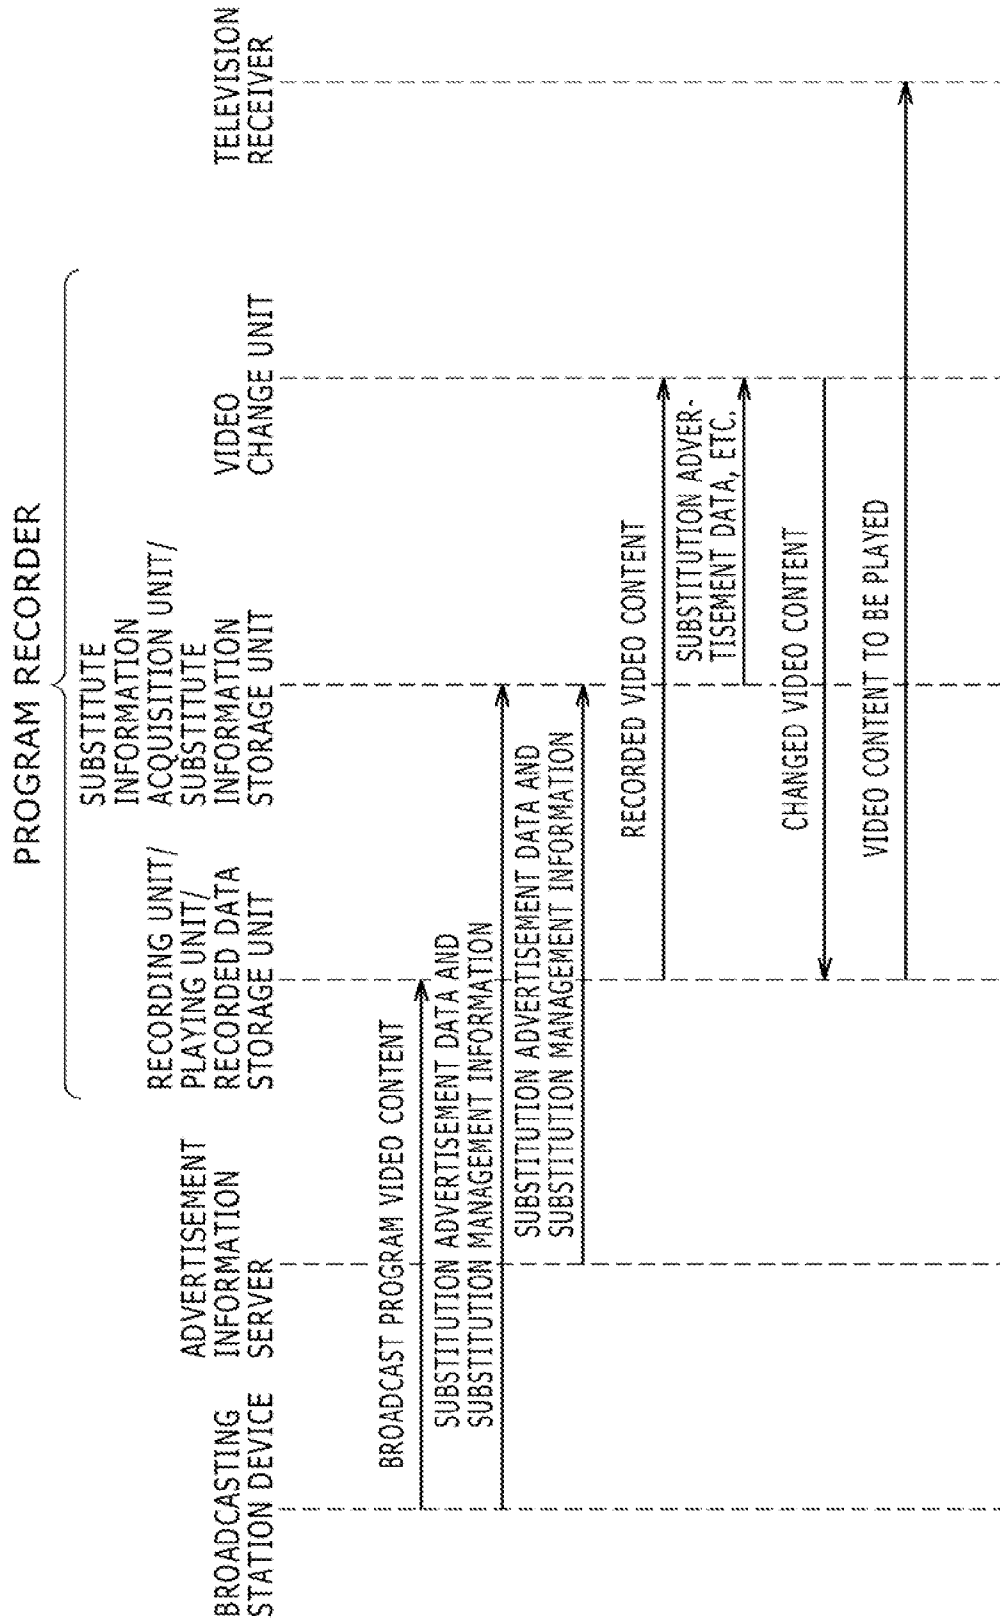 PROGRAM RECORDER
BROADCASTING
STATION DEVICE
ADVERTISEMENT
INFORMATION
SERVER
RECORDING UNIT/
PLAYING UNIT/
RECORDED DATA
STORAGE UNIT
SUBSTITUTE
INFORMATION
ACQUISITION UNIT/
SUBSTITUTE
INFORMATION
STORAGE UNIT
VIDEO
CHANGE UNIT
TELEVISION
RECEIVER
BROADCAST PROGRAM VIDEO CONTENT
SUBSTITUTION ADVERTISEMENT DATA AND
SUBSTITUTION MANAGEMENT INFORMATION
SUBSTITUTION ADVERTISEMENT DATA AND
SUBSTITUTION MANAGEMENT INFORMATION
RECORDED VIDEO CONTENT
SUBSTITUTION ADVER-
TISEMENT DATA, ETC.
CHANGED VIDEO CONTENT
VIDEO CONTENT TO BE PLAYED